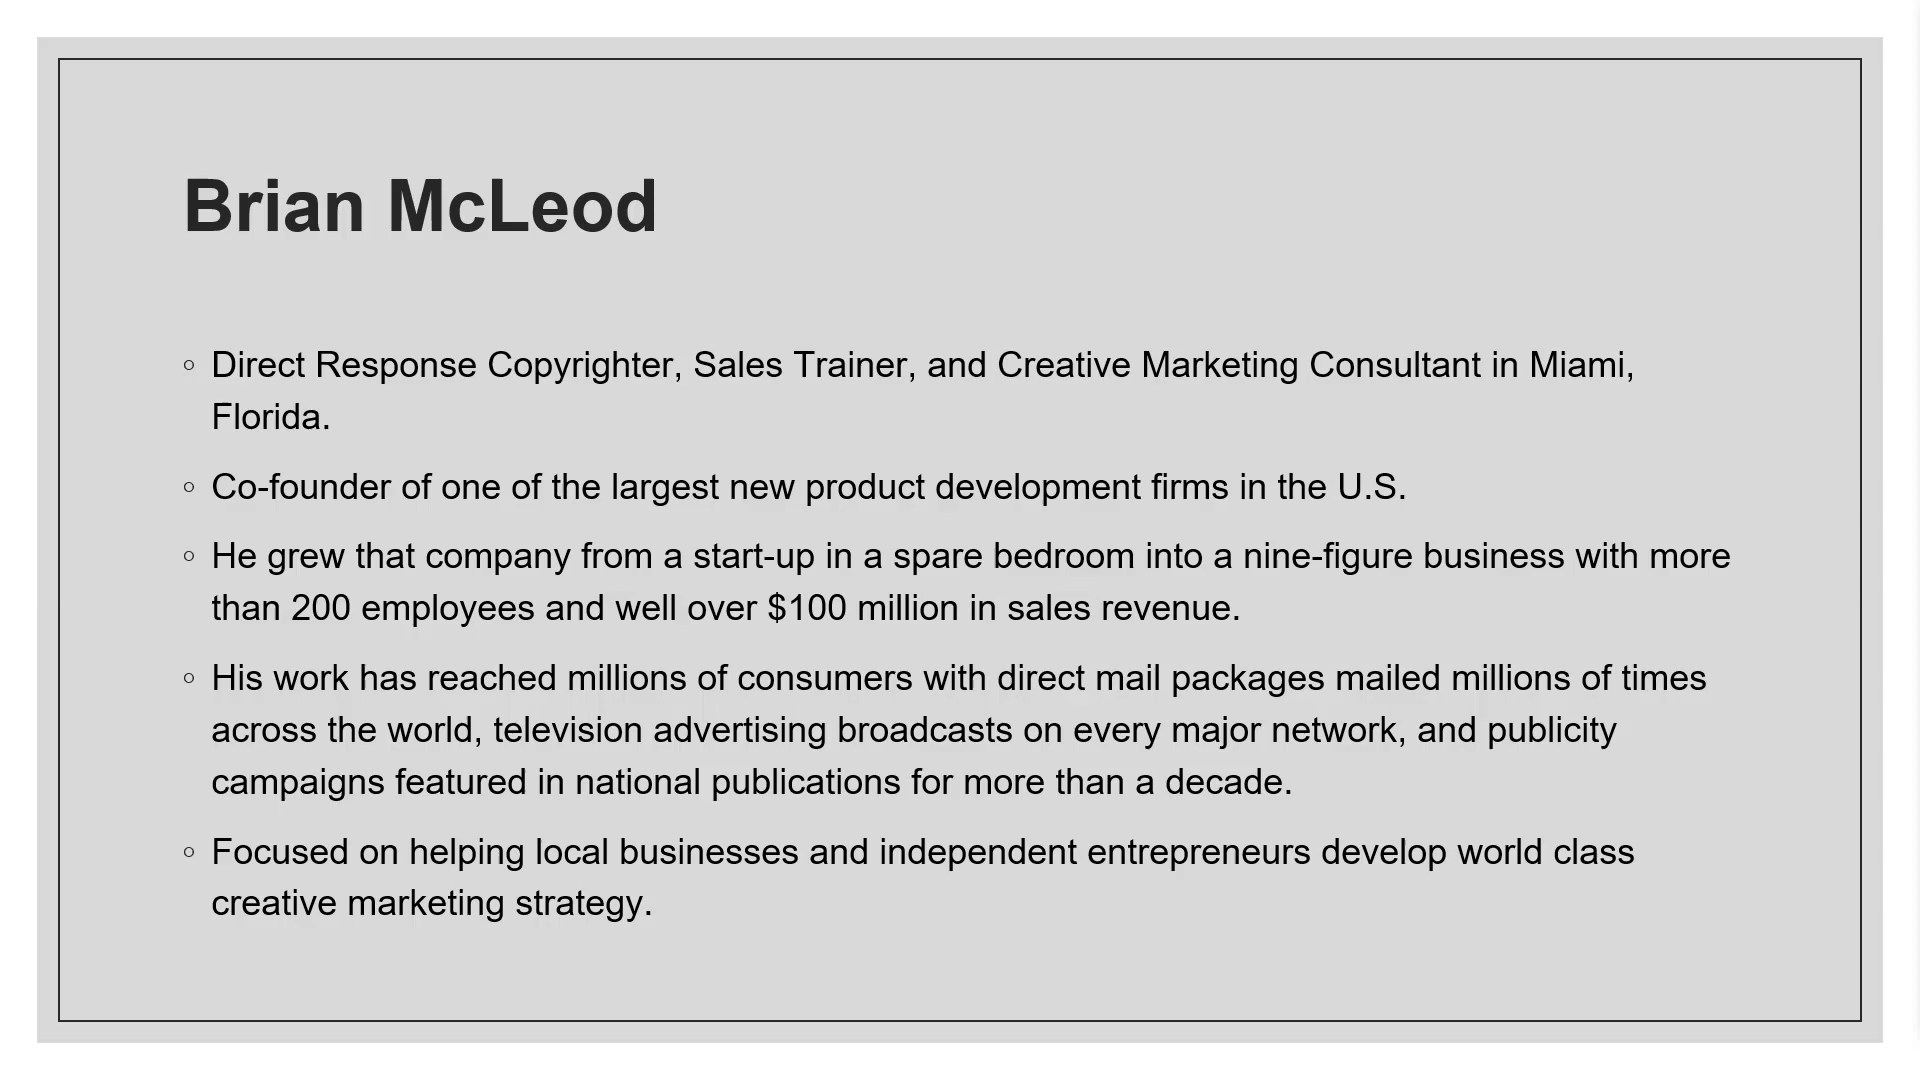 Brian McLeod
◦ Direct Response Copyrighter, Sales Trainer, and Creative Marketing Consultant in Miami,
Florida.
◦ Co-founder of one of the largest new product development firms in the U.S.
◦ He grew that company from a start-up in a spare bedroom into a nine-figure business with more
than 200 employees and well over $100 million in sales revenue.
◦ His work has reached millions of consumers with direct mail packages mailed millions of times
across the world, television advertising broadcasts on every major network, and publicity
campaigns featured in national publications for more than a decade.
◦ Focused on helping local businesses and independent entrepreneurs develop world class
creative marketing strategy.